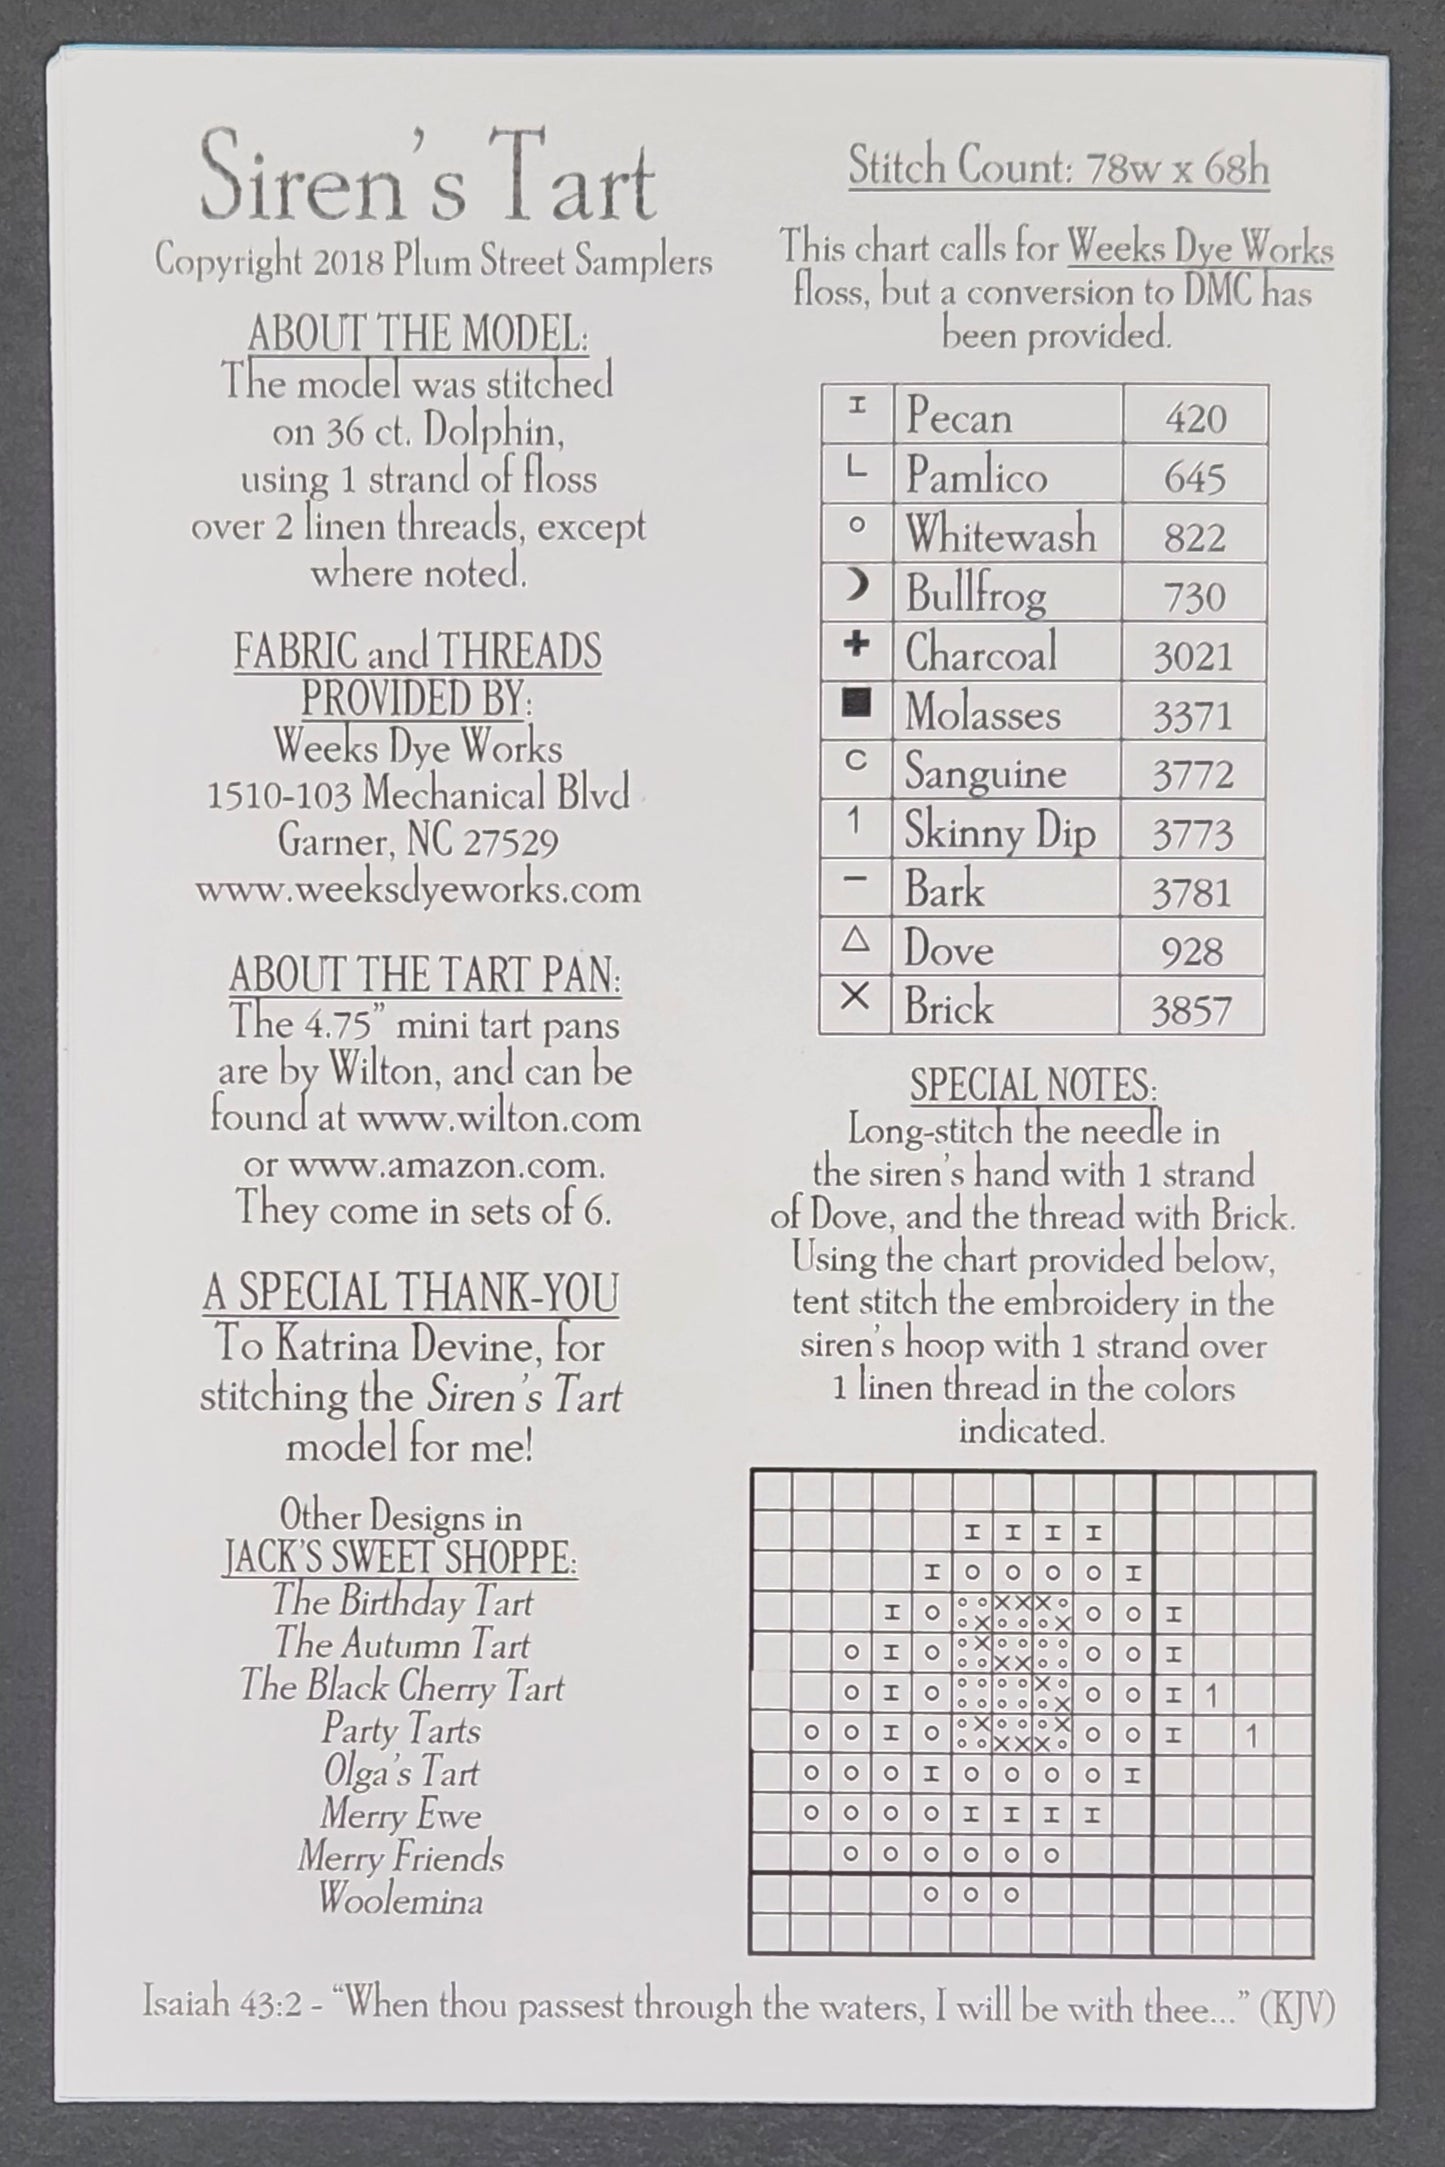 Siren's Tart
Copyright 2018 Plum Street Samplers
ABOUT THE MODEL:
The model was stitched
on 36 ct. Dolphin,
using 1 strand of floss
over 2 linen threads, except
where noted.
FABRIC and THREADS
PROVIDED BY:
Weeks Dye Works
1510-103 Mechanical Blvd
Garner, NC 27529
www.weeksdyeworks.com
ABOUT THE TART PAN:
The 4.75” mini tart pans
are by Wilton, and can be
found at www.wilton.com
or www.amazon.com.
They come in sets of 6.
A SPECIAL THANK-YOU
To Katrina Devine, for
stitching the Siren's Tart
model for me!
Other Designs in
JACK'S SWEET SHOPPE:
The Birthday Tart
The Autumn Tart
The Black Cherry Tart
Party Tarts
Olga's Tart
Merry Ewe
Merry Friends
Woolemina
Stitch Count: 78w x 68h
This chart calls for Weeks Dye Works
floss, but a conversion to DMC has
been provided.
I Pecan 420
L Pamlico 645
o Whitewash 822
Bullfrog 730
+ Charcoal 3021
■ Molasses 3371
C Sanguine 3772
1 Skinny Dip 3773
– Bark 3781
△ Dove 928
X Brick 3857
SPECIAL NOTES:
Long-stitch the needle in
the siren's hand with 1 strand
of Dove, and the thread with Brick.
Using the chart provided below,
tent stitch the embroidery in the
siren's hoop with 1 strand over
1 linen thread in the colors
indicated.
Isaiah 43:2 - “When thou passest through the waters, I will be with thee...” (KJV)